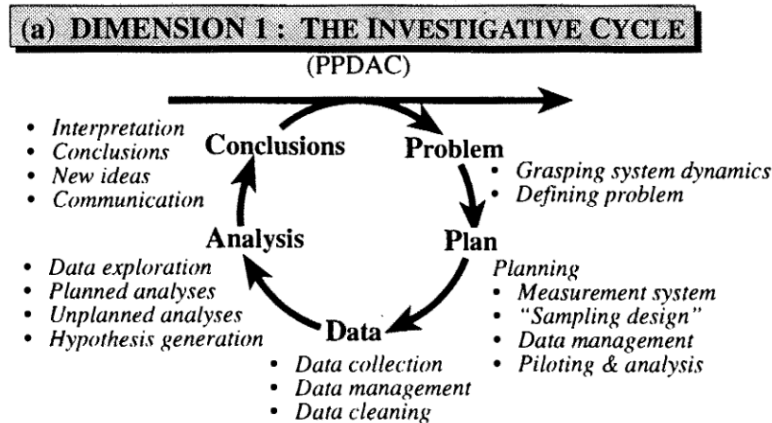 (a) DIMENSION 1 : THE INVESTIGATIVE CYCLE
(PPDAC)
• Interpretation
• Conclusions
• New ideas
• Communication
Conclusions
Problem
• Grasping system dynamics
• Defining problem
Analysis
Plan
• Data exploration
• Planned analyses
• Unplanned analyses
• Hypothesis generation
Planning
• Measurement system
• “Sampling design”
• Data management
• Piloting & analysis
Data
• Data collection
• Data management
• Data cleaning